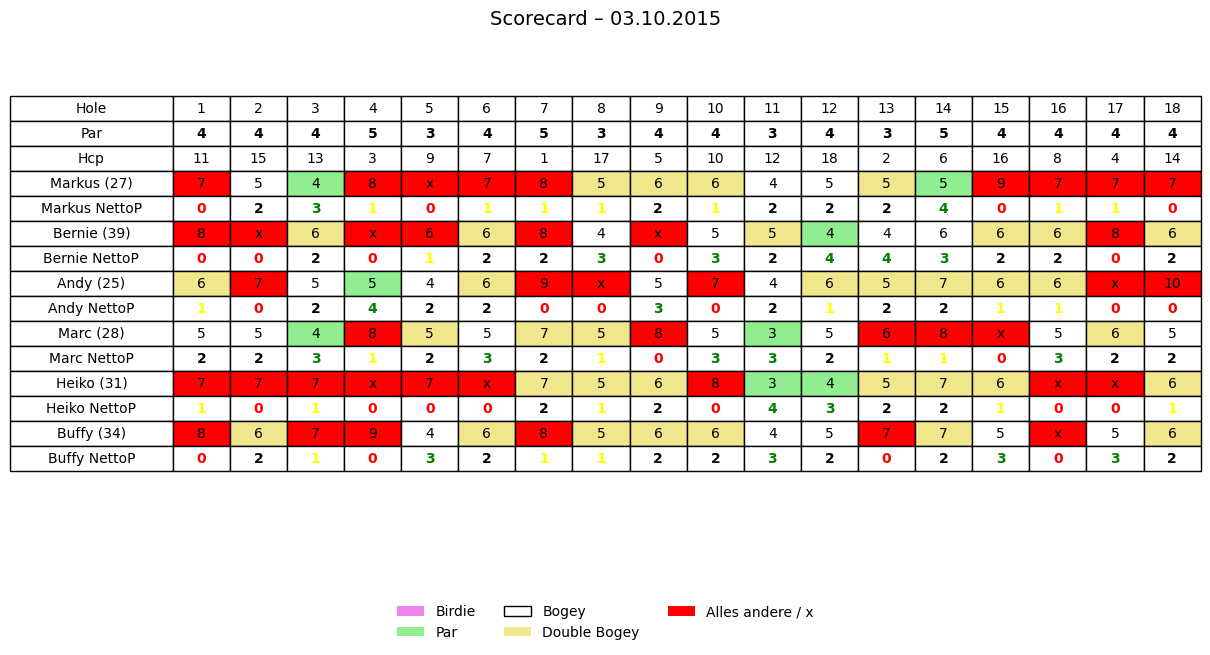 Scorecard – 03.10.2015
Hole 1 2 3 4 5 6 7 8 9 10 11 12 13 14 15 16 17 18
Par 4 4 4 5 3 4 5 3 4 4 3 4 3 5 4 4 4 4
Hcp 11 15 13 3 9 7 1 17 5 10 12 18 2 6 16 8 4 14
Markus (27) 7 5 4 8 x 7 8 5 6 6 4 5 5 5 9 7 7 7
Markus NettoP 0 2 3 1 0 1 1 1 2 1 2 2 2 4 0 1 1 0
Bernie (39) 8 x 6 x 6 6 8 4 x 5 5 4 4 6 6 6 8 6
Bernie NettoP 0 0 2 0 1 2 2 3 0 3 2 4 4 3 2 2 0 2
Andy (25) 6 7 5 5 4 6 9 x 5 7 4 6 5 7 6 6 x 10
Andy NettoP 1 0 2 4 2 2 0 0 3 0 2 1 2 2 1 1 0 0
Marc (28) 5 5 4 8 5 5 7 5 8 5 3 5 6 8 x 5 6 5
Marc NettoP 2 2 3 1 2 3 2 1 0 3 3 2 1 1 0 3 2 2
Heiko (31) 7 7 7 x 7 x 7 5 6 8 3 4 5 7 6 x x 6
Heiko NettoP 1 0 1 0 0 0 2 1 2 0 4 3 2 2 1 0 0 1
Buffy (34) 8 6 7 9 4 6 8 5 6 6 4 5 7 7 5 x 5 6
Buffy NettoP 0 2 1 0 3 2 1 1 2 2 3 2 0 2 3 0 3 2
Birdie Bogey Alles andere / x
Par Double Bogey